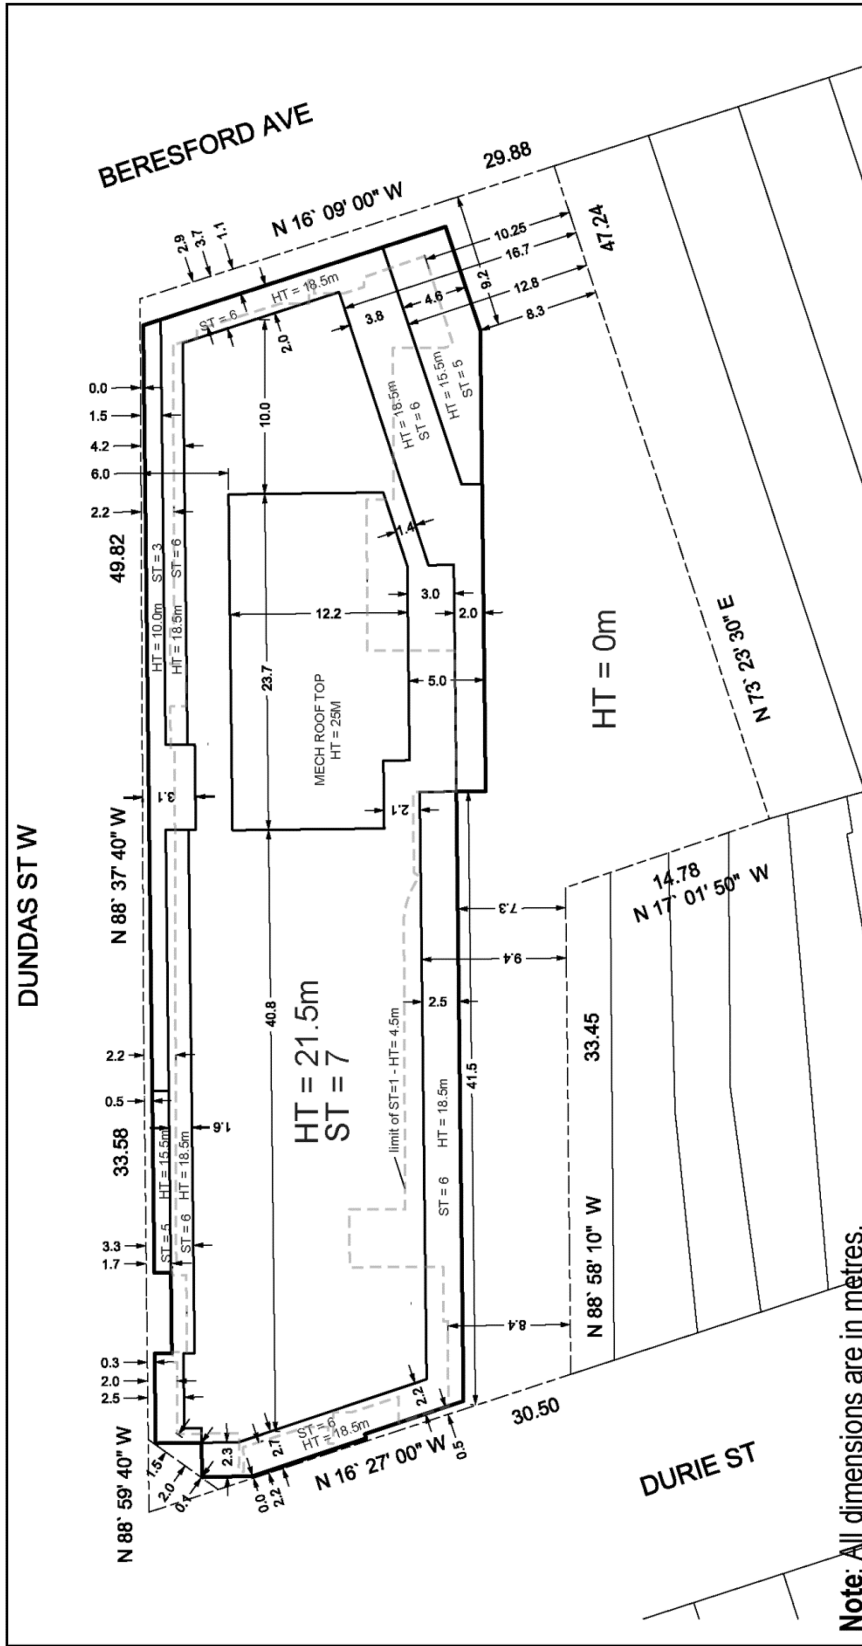 BERESFORD AVE
29.88
N 16` 09' 00" W
2.9
3.7
1.1
10.25
16.7
47.24
9.2
12.8
8.3
4.6
3.8
HT = 18.5m
ST = 6
2.0
HT = 15.5m
ST = 5
HT = 18.5m
ST = 6
0.0
1.5
4.2
6.0
2.2
10.0
49.82
1.4
3.0
2.0
12.2
5.0
HT = 10.0m ST = 3
HT = 18.5m ST = 6
23.7
MECH ROOF TOP
HT = 25M
HT = 0m
N 73` 23' 30" E
3.1
2.1
DUNDAS ST W
N 88` 37' 40" W
14.78
N 17` 01' 50" W
7.3
9.4
2.5
40.8
HT = 21.5m
ST = 7
limit of ST=1 - HT= 4.5m
33.45
41.5
2.2
0.5
1.6
33.58
ST = 5 HT = 15.5m
ST = 6 HT = 18.5m
ST = 6 HT = 18.5m
3.3
1.7
8.4
N 88` 58' 10" W
0.3
2.0
2.5
2.2
30.50
0.5
ST = 6
HT = 18.5m
2.7
2.3
N 16` 27' 00" W
1.5
2.0
0.1
0.0
2.2
N 88` 59' 40" W
DURIE ST
Note: All dimensions are in metres.